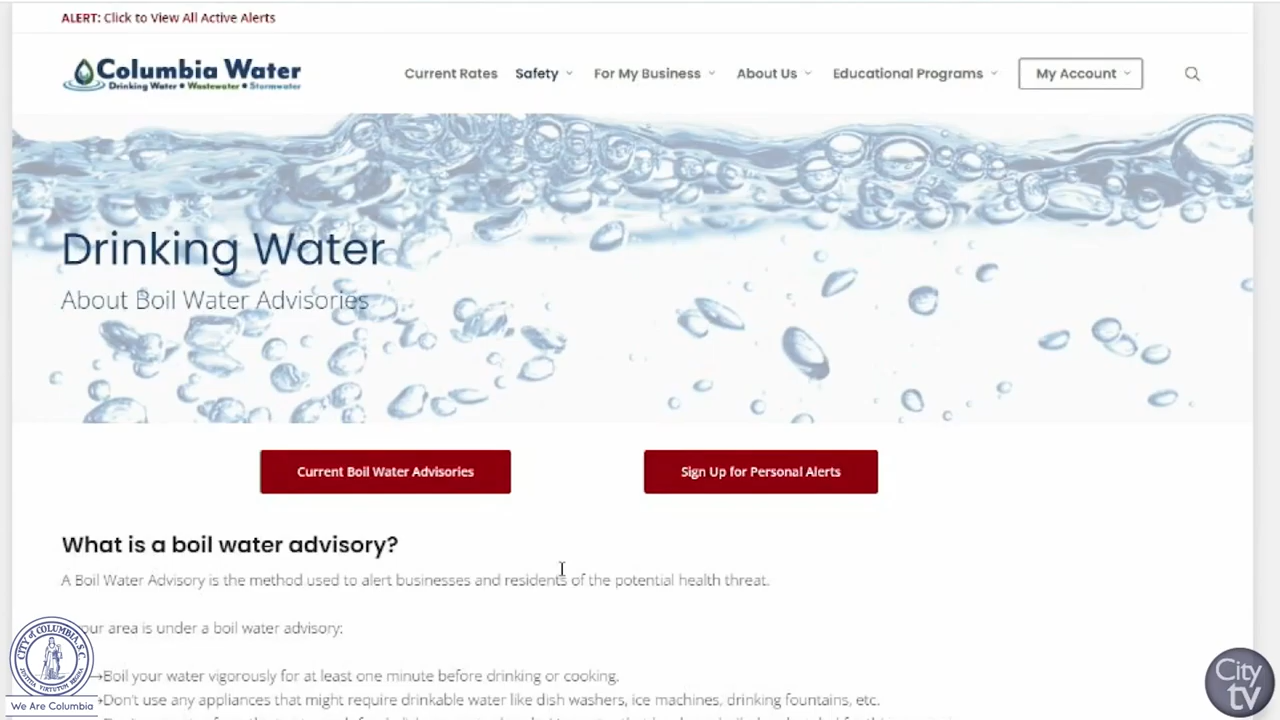 ALERT: Click to View All Active Alerts
Columbia Water
Drinking Water • Wastewater • Stormwater
Current Rates
Safety
For My Business
About Us
Educational Programs
My Account
Drinking Water
About Boil Water Advisories
Current Boil Water Advisories
Sign Up for Personal Alerts
What is a boil water advisory?
A Boil Water Advisory is the method used to alert businesses and residents of the potential health threat.
our area is under a boil water advisory:
→Boil your water vigorously for at least one minute before drinking or cooking.
→Don't use any appliances that might require drinkable water like dish washers, ice machines, drinking fountains, etc.
CITY of COLUMBIA, S.C.
We Are Columbia
City
tv